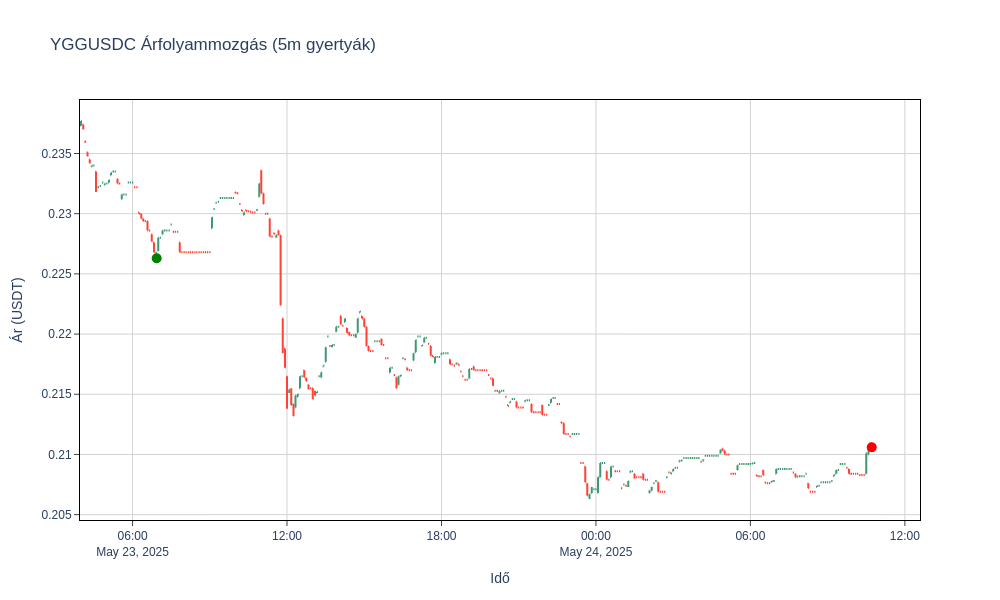 YGGUSDC Árfolyammozgás (5m gyertyák)
Ár (USDT)
0.235
0.23
0.225
0.22
0.215
0.21
0.205
06:00 12:00 18:00 00:00 06:00 12:00
May 23, 2025 May 24, 2025
Idő